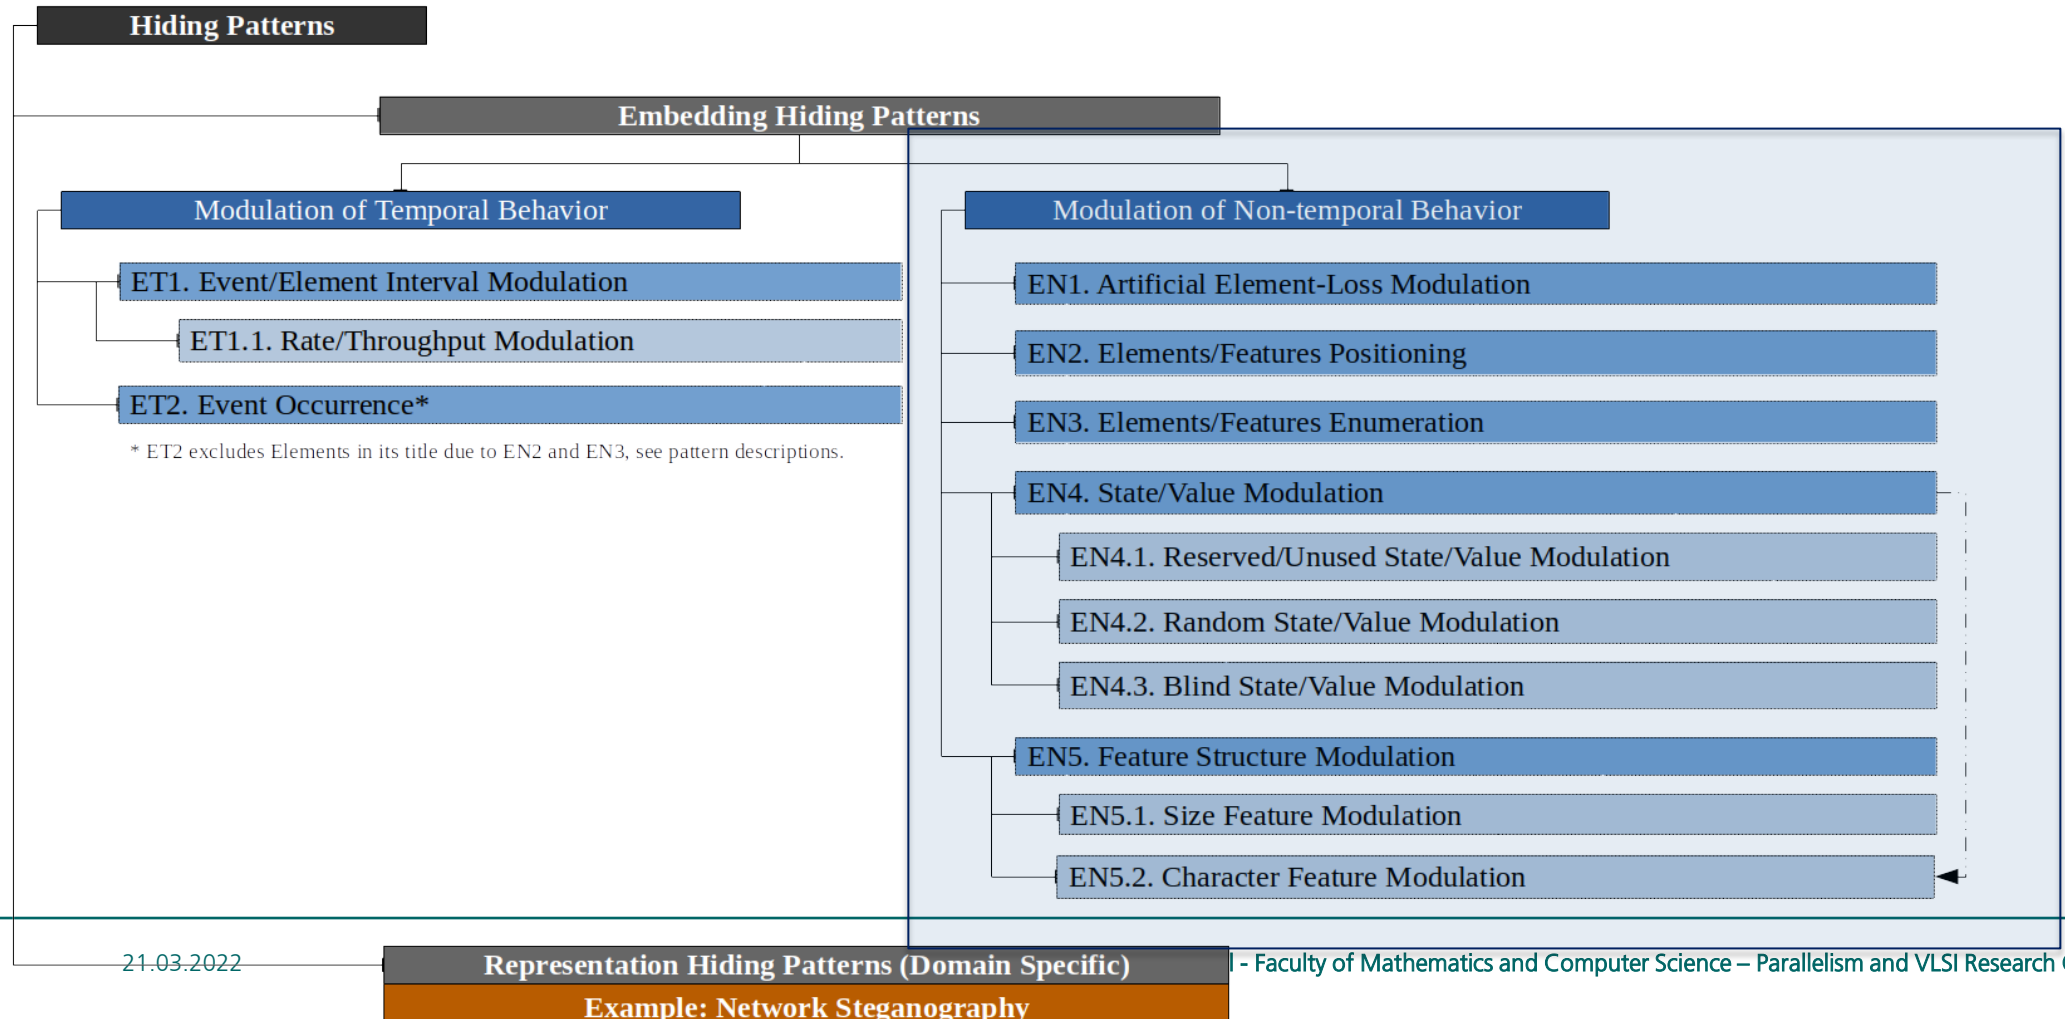 Hiding Patterns
Embedding Hiding Patterns
Modulation of Temporal Behavior
ET1. Event/Element Interval Modulation
ET1.1. Rate/Throughput Modulation
ET2. Event Occurrence*
* ET2 excludes Elements in its title due to EN2 and EN3, see pattern descriptions.
Modulation of Non-temporal Behavior
EN1. Artificial Element-Loss Modulation
EN2. Elements/Features Positioning
EN3. Elements/Features Enumeration
EN4. State/Value Modulation
EN4.1. Reserved/Unused State/Value Modulation
EN4.2. Random State/Value Modulation
EN4.3. Blind State/Value Modulation
EN5. Feature Structure Modulation
EN5.1. Size Feature Modulation
EN5.2. Character Feature Modulation
21.03.2022
Representation Hiding Patterns (Domain Specific)
- Faculty of Mathematics and Computer Science – Parallelism and VLSI Research
Example: Network Steganography